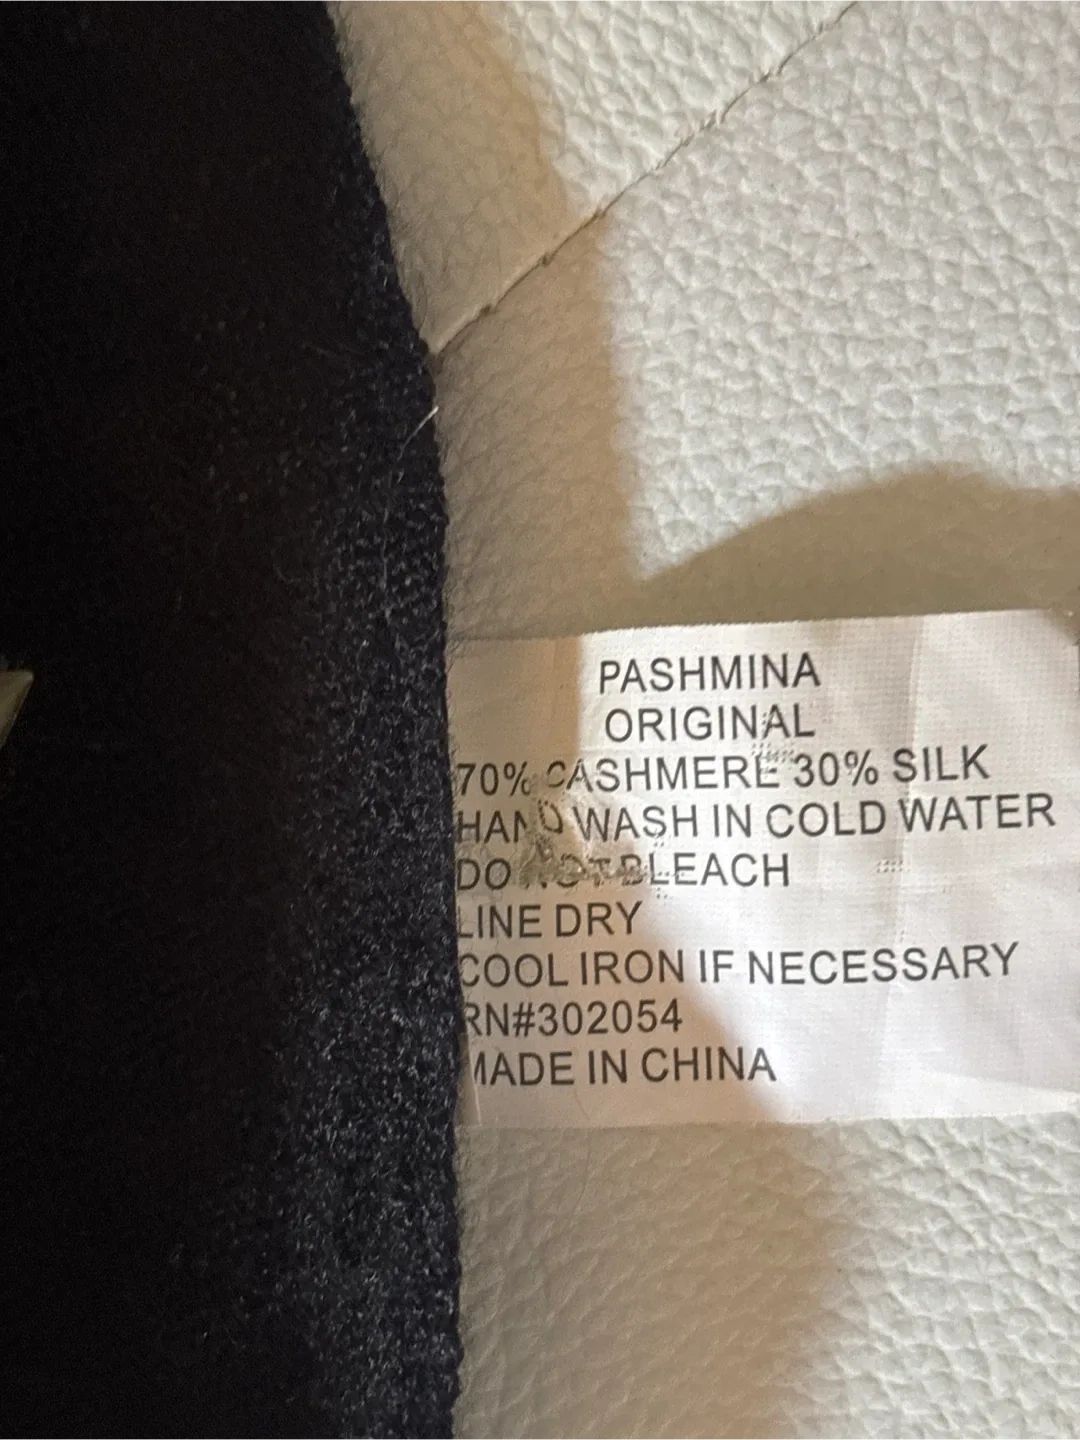 PASHMINA
ORIGINAL
70% CASHMERE 30% SILK
HAND WASH IN COLD WATER
DO NOT BLEACH
LINE DRY
COOL IRON IF NECESSARY
RN#302054
MADE IN CHINA